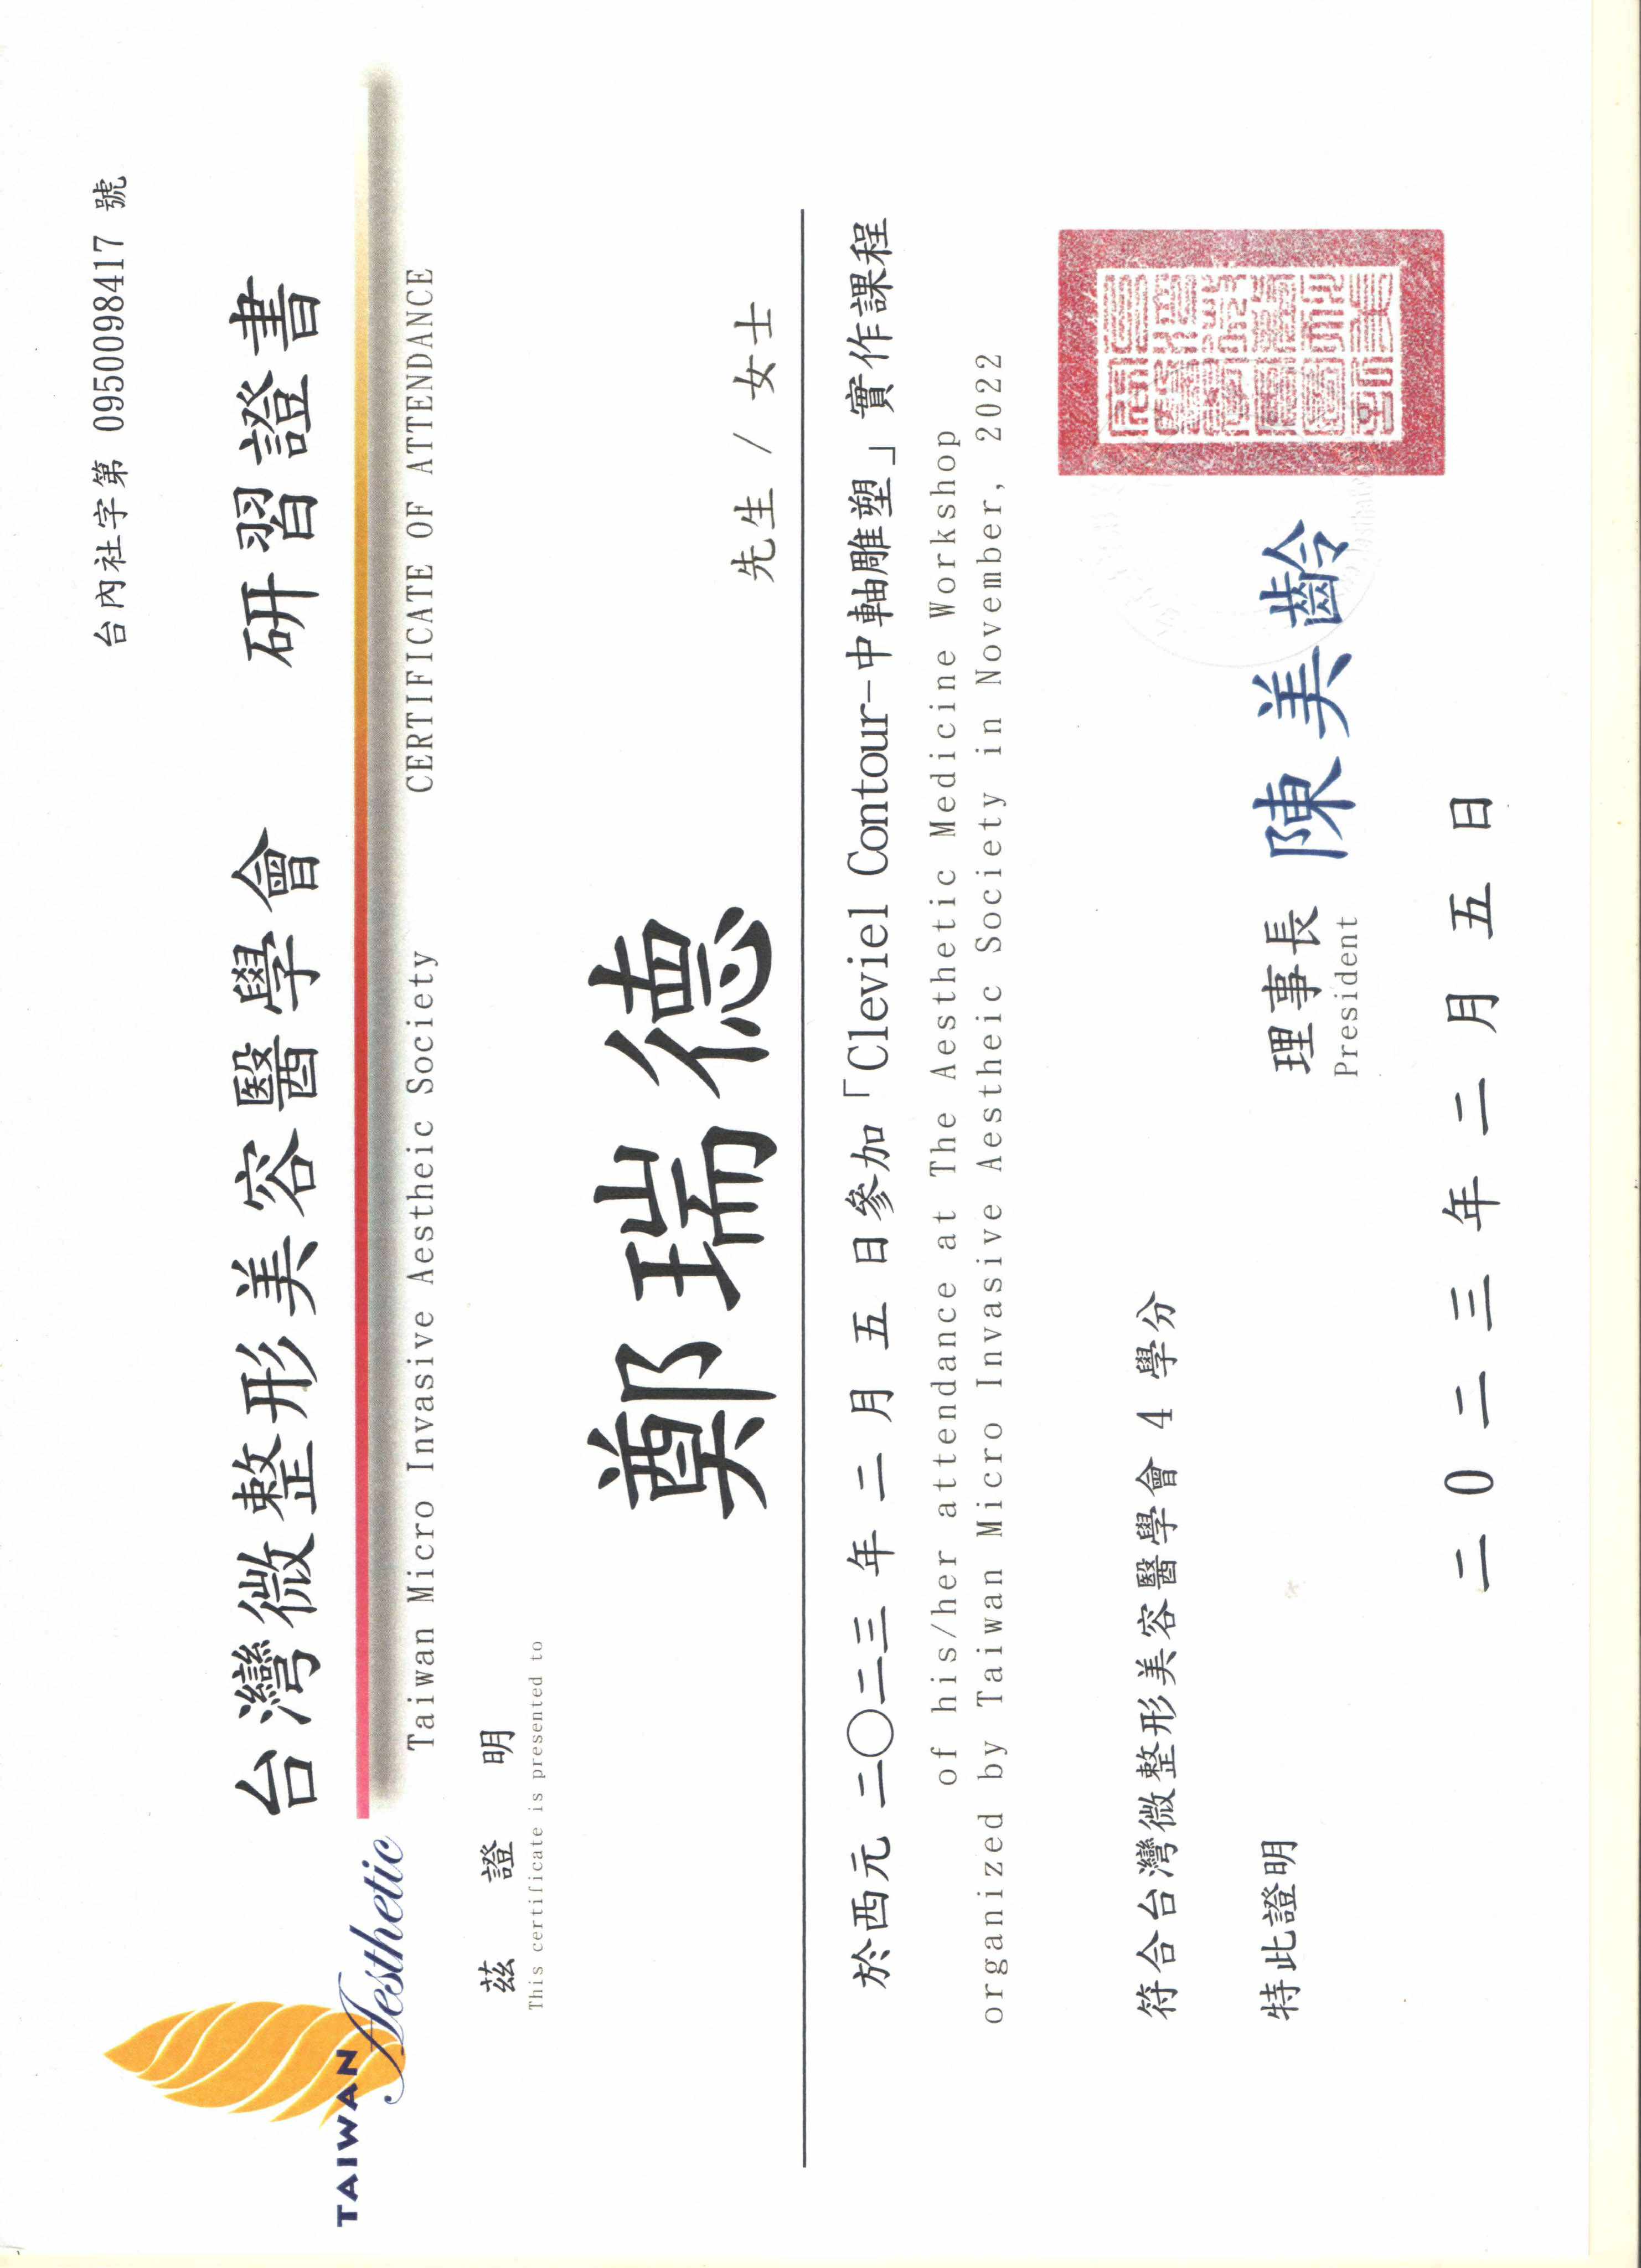 台內社字第 0950098417 號
台灣微整形美容醫學會 研習證書
TAIWAN
Aesthetic
Taiwan Micro Invasive Aestheic Society CERTIFICATE OF ATTENDANCE
茲 證 明
This certificate is presented to
鄭瑞德
先生 / 女士
於西元 二〇二三 年 二 月 五 日參加「Cleviel Contour-中軸雕塑」實作課程
of his/her attendance at The Aesthetic Medicine Workshop
organized by Taiwan Micro Invasive Aestheic Society in November, 2022
符合台灣微整形美容醫學會 4 學分
特此證明
理事長 陳美齡
President
二 0 二 三 年 二 月 五 日